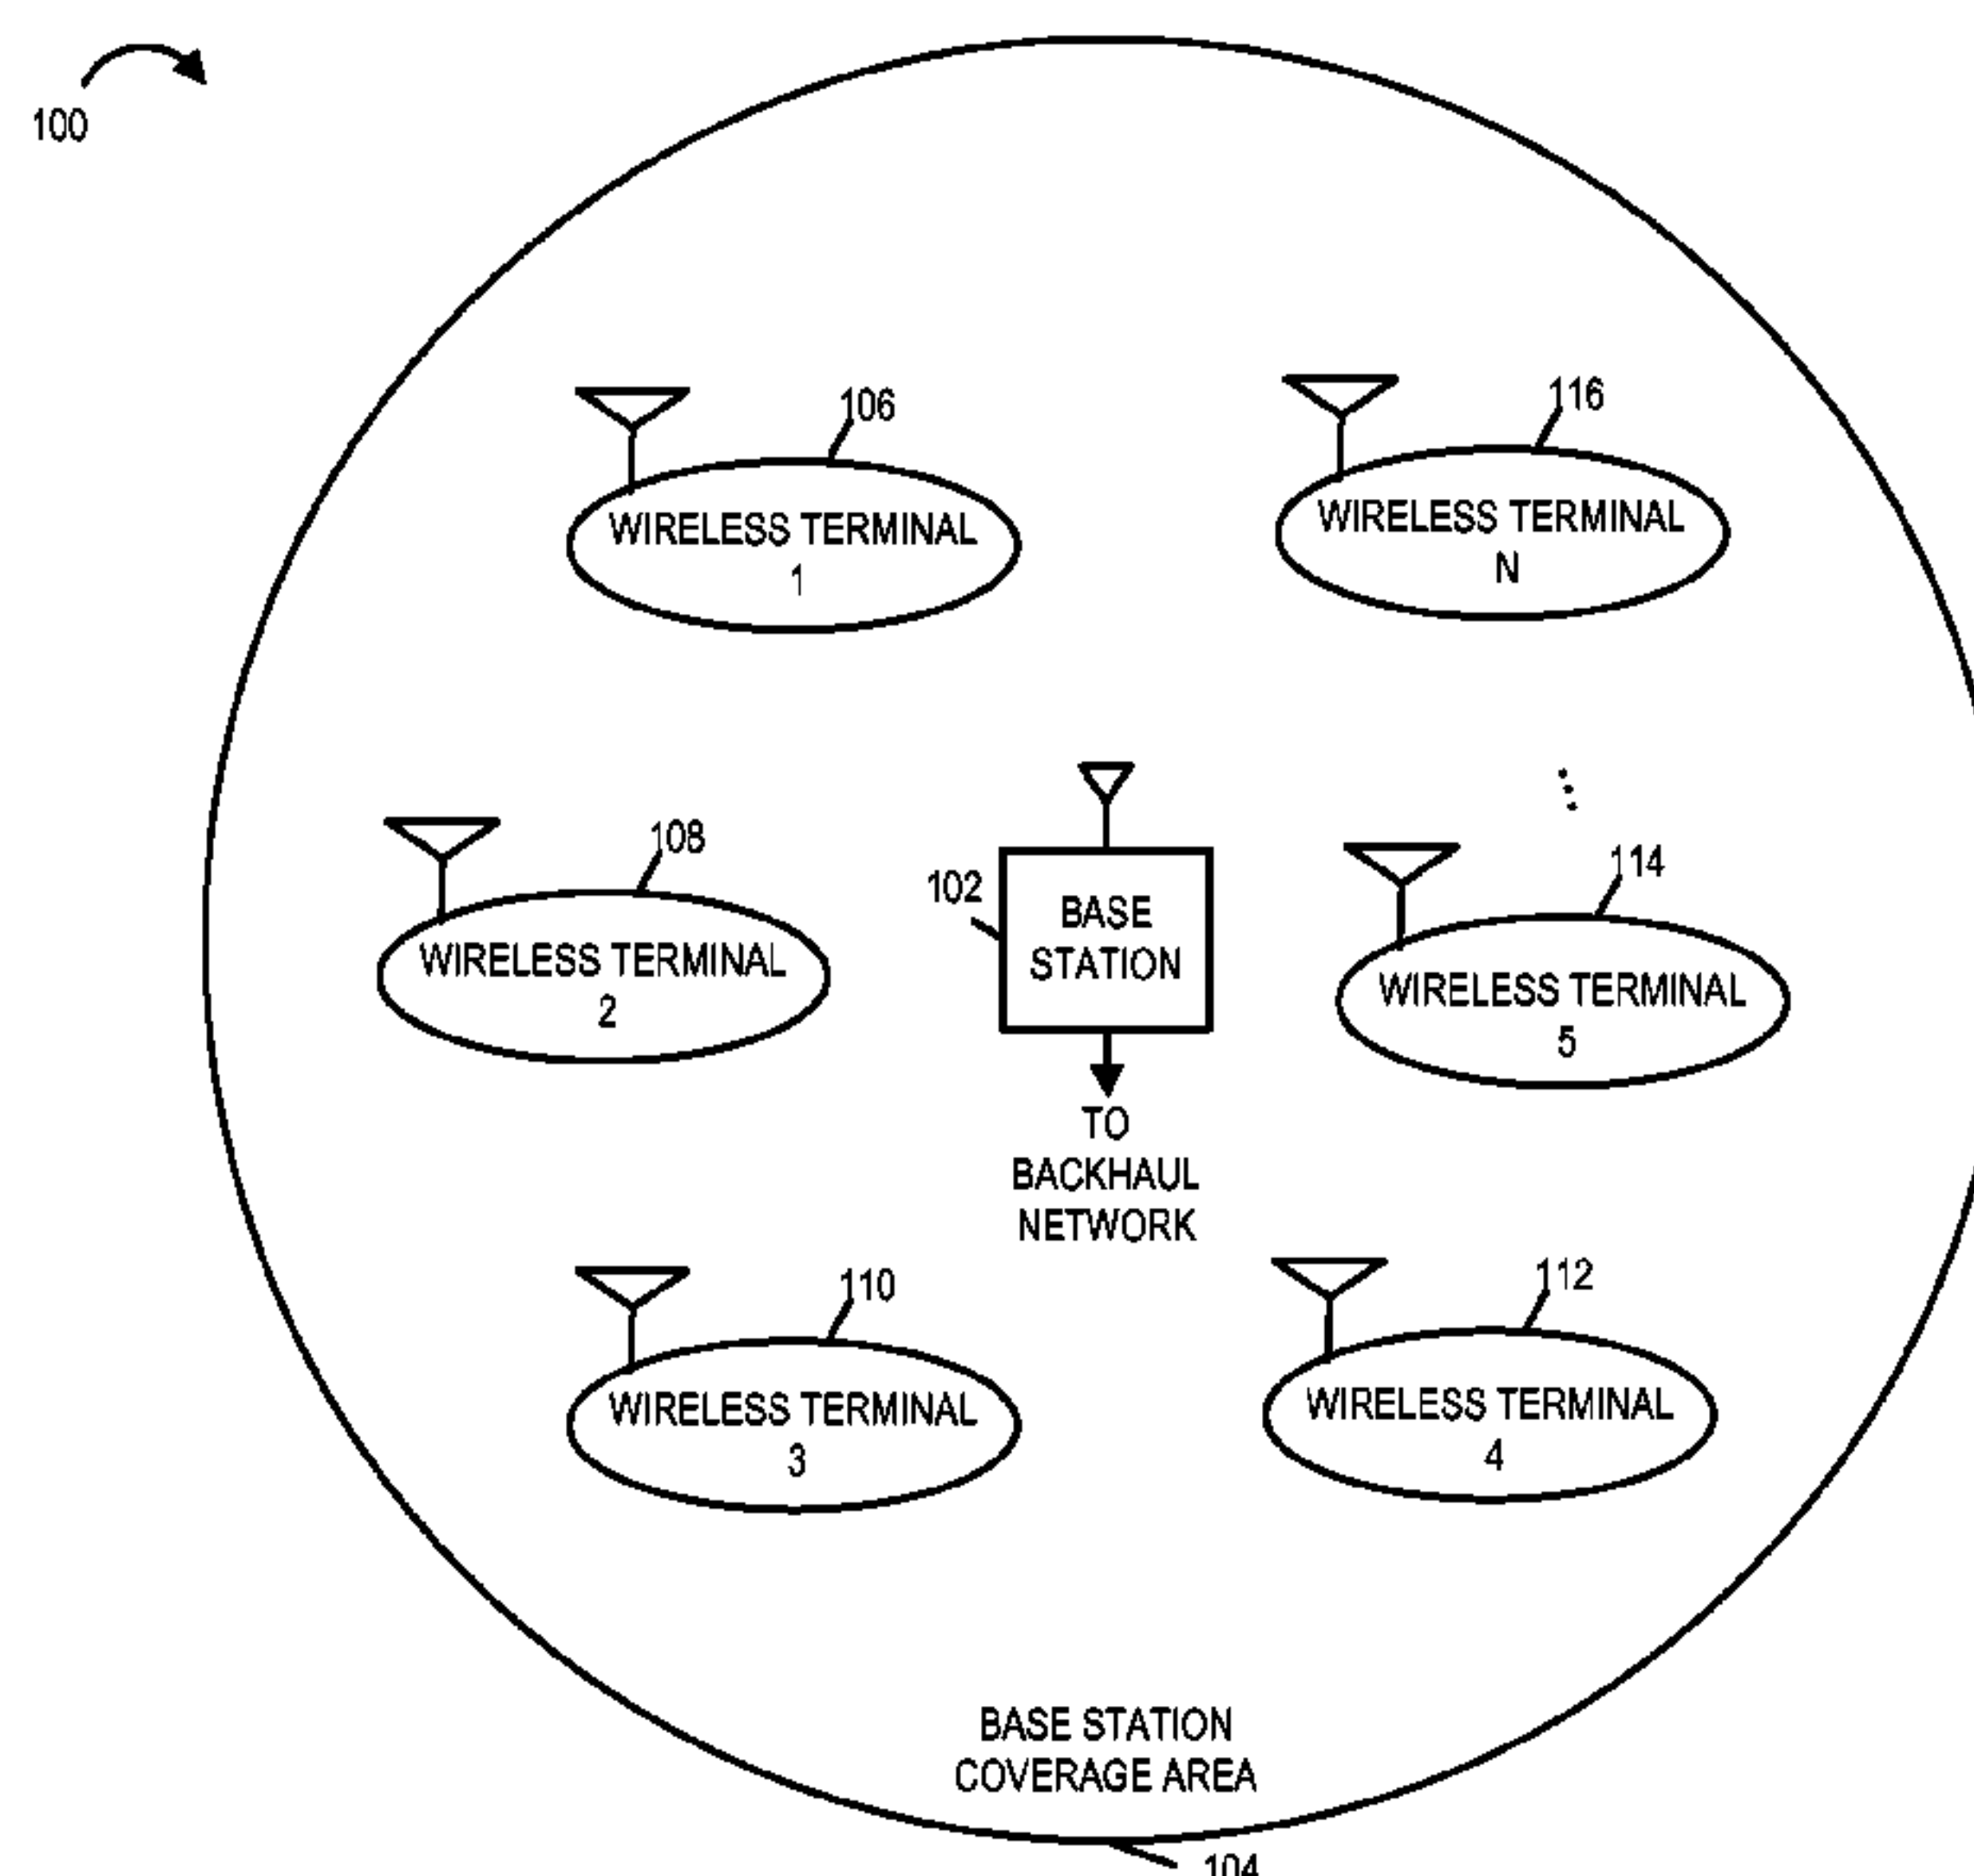 100
106
WIRELESS TERMINAL
1
116
WIRELESS TERMINAL
N
108
WIRELESS TERMINAL
2
102
BASE
STATION
TO
BACKHAUL
NETWORK
114
WIRELESS TERMINAL
5
110
WIRELESS TERMINAL
3
112
WIRELESS TERMINAL
4
BASE STATION
COVERAGE AREA
104